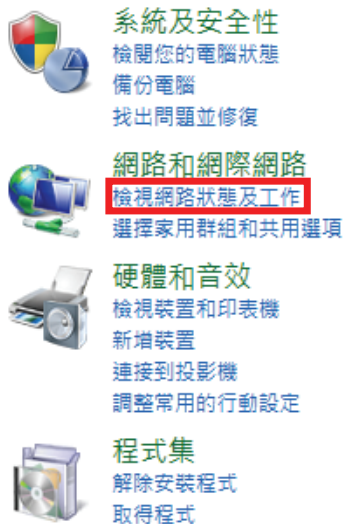 系統及安全性
檢閱您的電腦狀態
備份電腦
找出問題並修復
網路和網際網路
檢視網路狀態及工作
選擇家用群組和共用選項
硬體和音效
檢視裝置和印表機
新增裝置
連接到投影機
調整常用的行動設定
程式集
解除安裝程式
取得程式